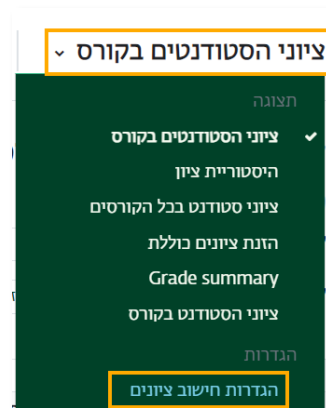 ציוני הסטודנטים בקורס
תצוגה
ציוני הסטודנטים בקורס
היסטוריית ציון
ציוני סטודנט בכל הקורסים
הזנת ציונים כוללת
Grade summary
ציוני הסטודנט בקורס
הגדרות
הגדרות חישוב ציונים